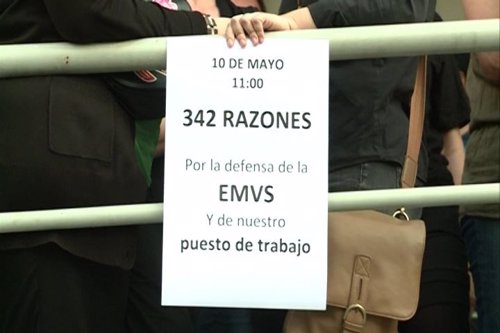 10 DE MAYO
11:00
342 RAZONES
Por la defensa de la
EMVS
Y de nuestro
puesto de trabajo